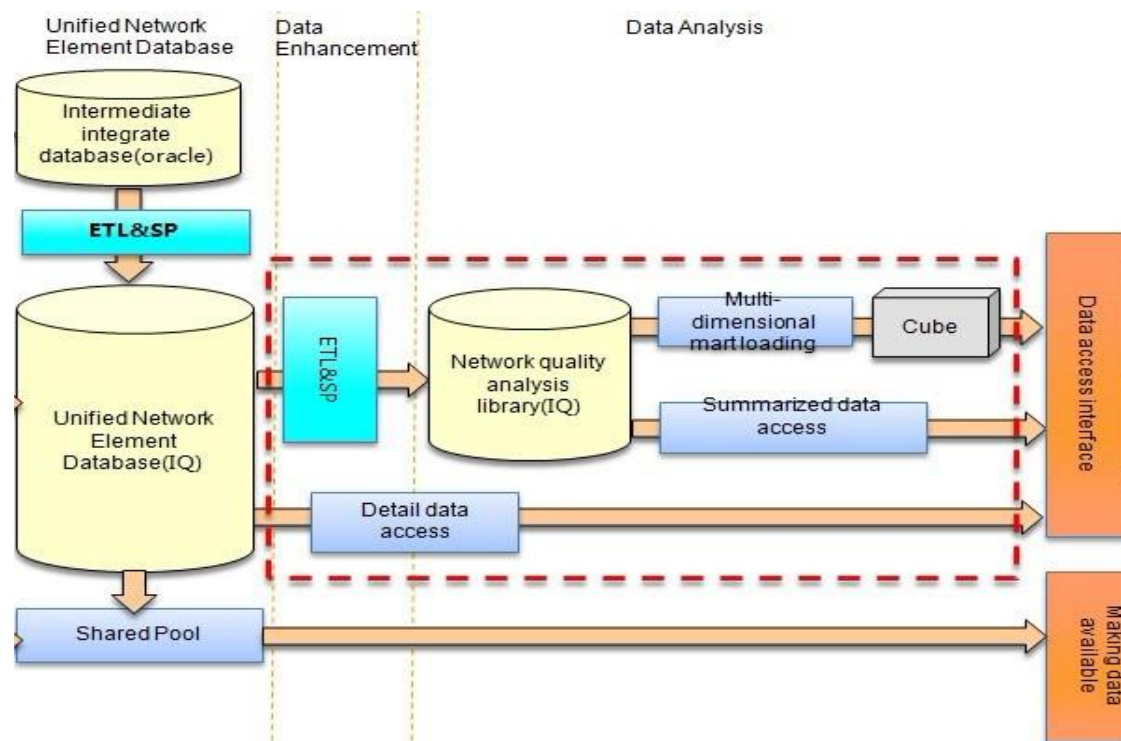 Unified Network
Element Database
Data
Enhancement
Data Analysis
Intermediate
integrate
database(oracle)
ETL&SP
Unified Network
Element
Database(IQ)
ETL&SP
Network quality
analysis
library(IQ)
Multi-
dimensional
mart loading
Cube
Summarized data
access
Detail data
access
Data access interface
Shared Pool
Making data
available